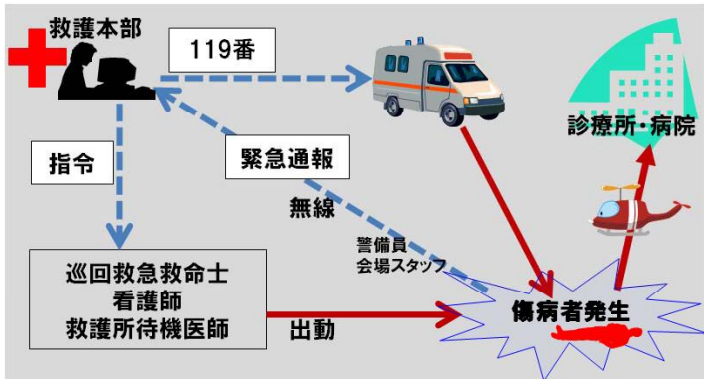 救護本部
119番
診療所・病院
指令
緊急通報
無線
警備員
会場スタッフ
巡回救急救命士
看護師
救護所待機医師
出動
傷病者発生